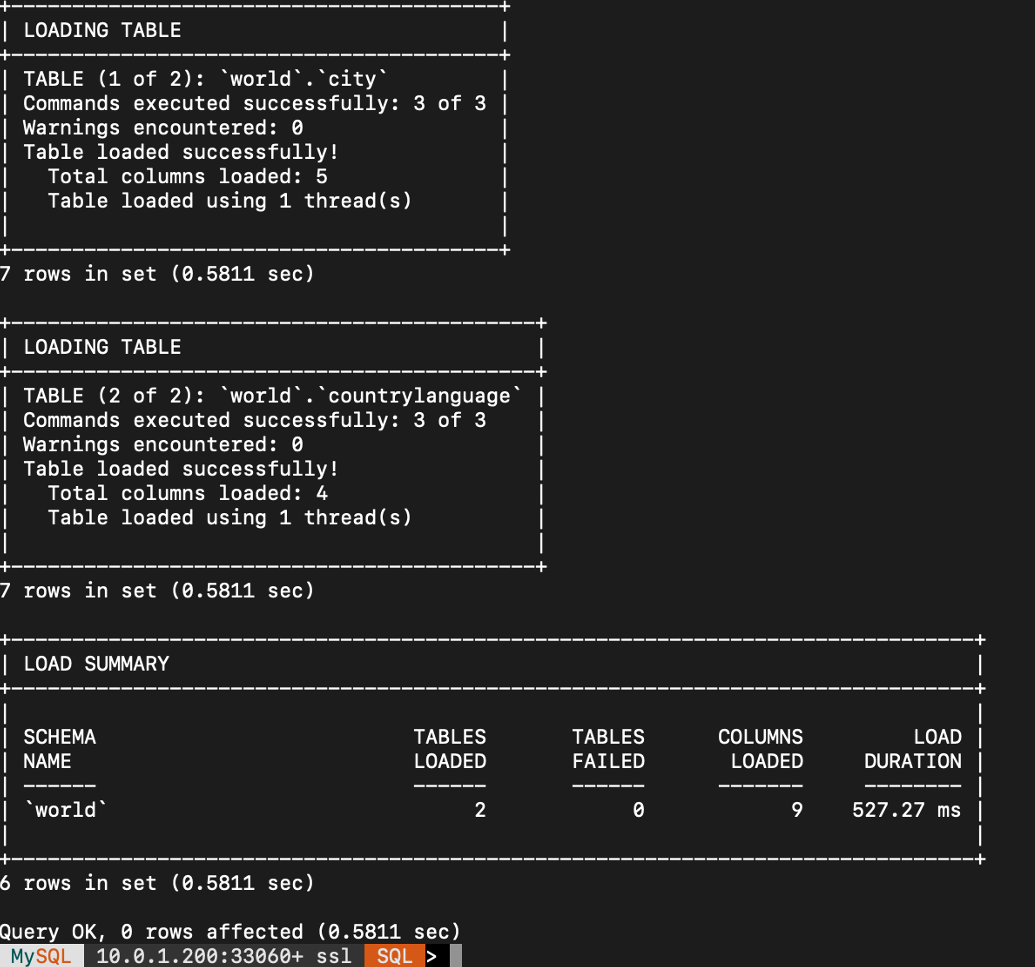 +------------------------------------------+
| LOADING TABLE                            |
+------------------------------------------+
| TABLE (1 of 2): `world`.`city`           |
| Commands executed successfully: 3 of 3   |
| Warnings encountered: 0                  |
| Table loaded successfully!               |
|   Total columns loaded: 5                |
|   Table loaded using 1 thread(s)         |
|                                          |
+------------------------------------------+
7 rows in set (0.5811 sec)

+---------------------------------------------+
| LOADING TABLE                               |
+---------------------------------------------+
| TABLE (2 of 2): `world`.`countrylanguage`   |
| Commands executed successfully: 3 of 3      |
| Warnings encountered: 0                     |
| Table loaded successfully!                  |
|   Total columns loaded: 4                   |
|   Table loaded using 1 thread(s)            |
|                                             |
+---------------------------------------------+
7 rows in set (0.5811 sec)

+-------------------------------------------------------------------------------+
| LOAD SUMMARY                                                                  |
+-------------------------------------------------------------------------------+
|                                                                               |
| SCHEMA                          TABLES       TABLES      COLUMNS         LOAD |
| NAME                            LOADED       FAILED       LOADED     DURATION |
| ------                          ------       ------      -------     -------- |
| `world`                              2            0            9    527.27 ms |
|                                                                               |
+-------------------------------------------------------------------------------+
6 rows in set (0.5811 sec)

Query OK, 0 rows affected (0.5811 sec)
MySQL 10.0.1.200:33060+ ssl SQL >